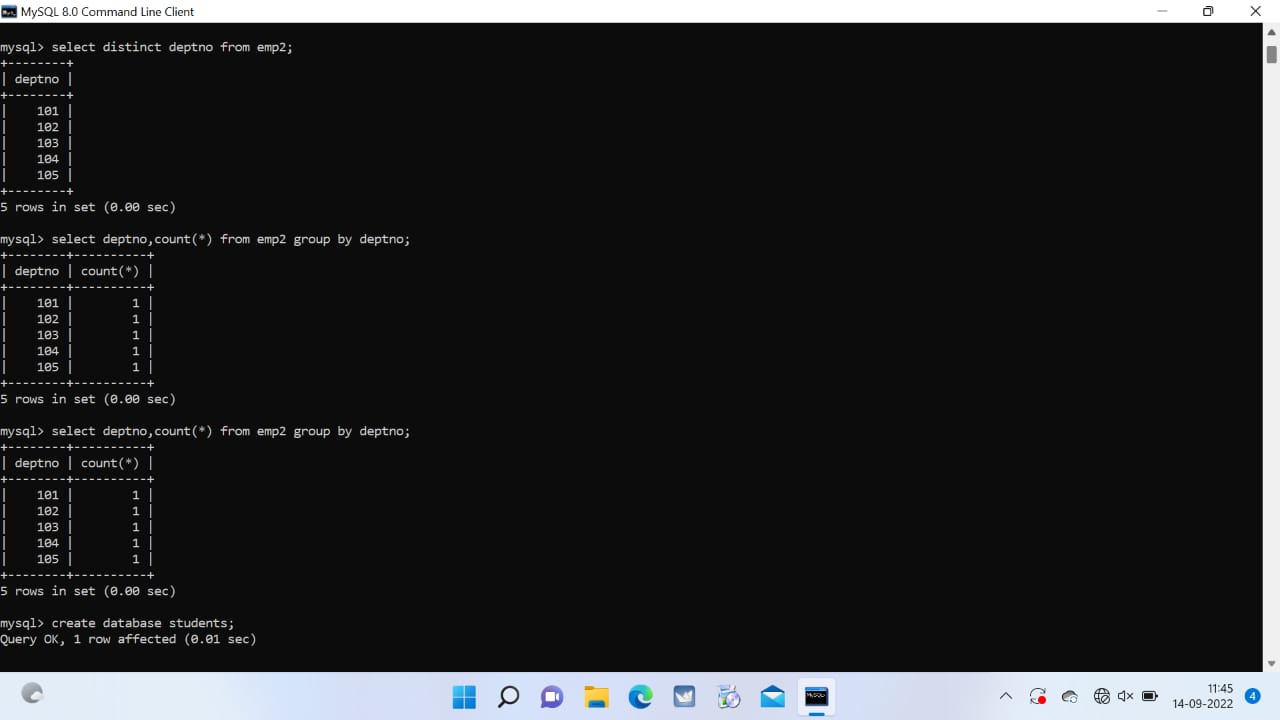 MySQL 8.0 Command Line Client
mysql> select distinct deptno from emp2;
+--------+
| deptno |
+--------+
|    101 |
|    102 |
|    103 |
|    104 |
|    105 |
+--------+
5 rows in set (0.00 sec)
mysql> select deptno,count(*) from emp2 group by deptno;
+--------+----------+
| deptno | count(*) |
+--------+----------+
|    101 |        1 |
|    102 |        1 |
|    103 |        1 |
|    104 |        1 |
|    105 |        1 |
+--------+----------+
5 rows in set (0.00 sec)
mysql> select deptno,count(*) from emp2 group by deptno;
+--------+----------+
| deptno | count(*) |
+--------+----------+
|    101 |        1 |
|    102 |        1 |
|    103 |        1 |
|    104 |        1 |
|    105 |        1 |
+--------+----------+
5 rows in set (0.00 sec)
mysql> create database students;
Query OK, 1 row affected (0.01 sec)
11:45
14-09-2022
4